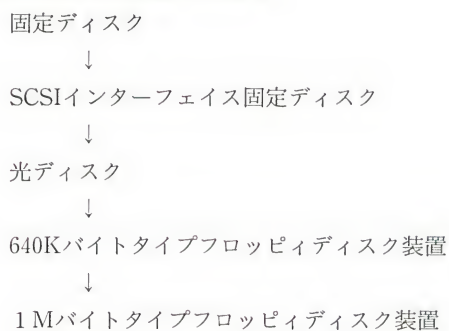 固定ディスク
↓
SCSIインターフェイス固定ディスク
↓
光ディスク
↓
640Kバイトタイプフロッピィディスク装置
↓
1Mバイトタイプフロッピィディスク装置